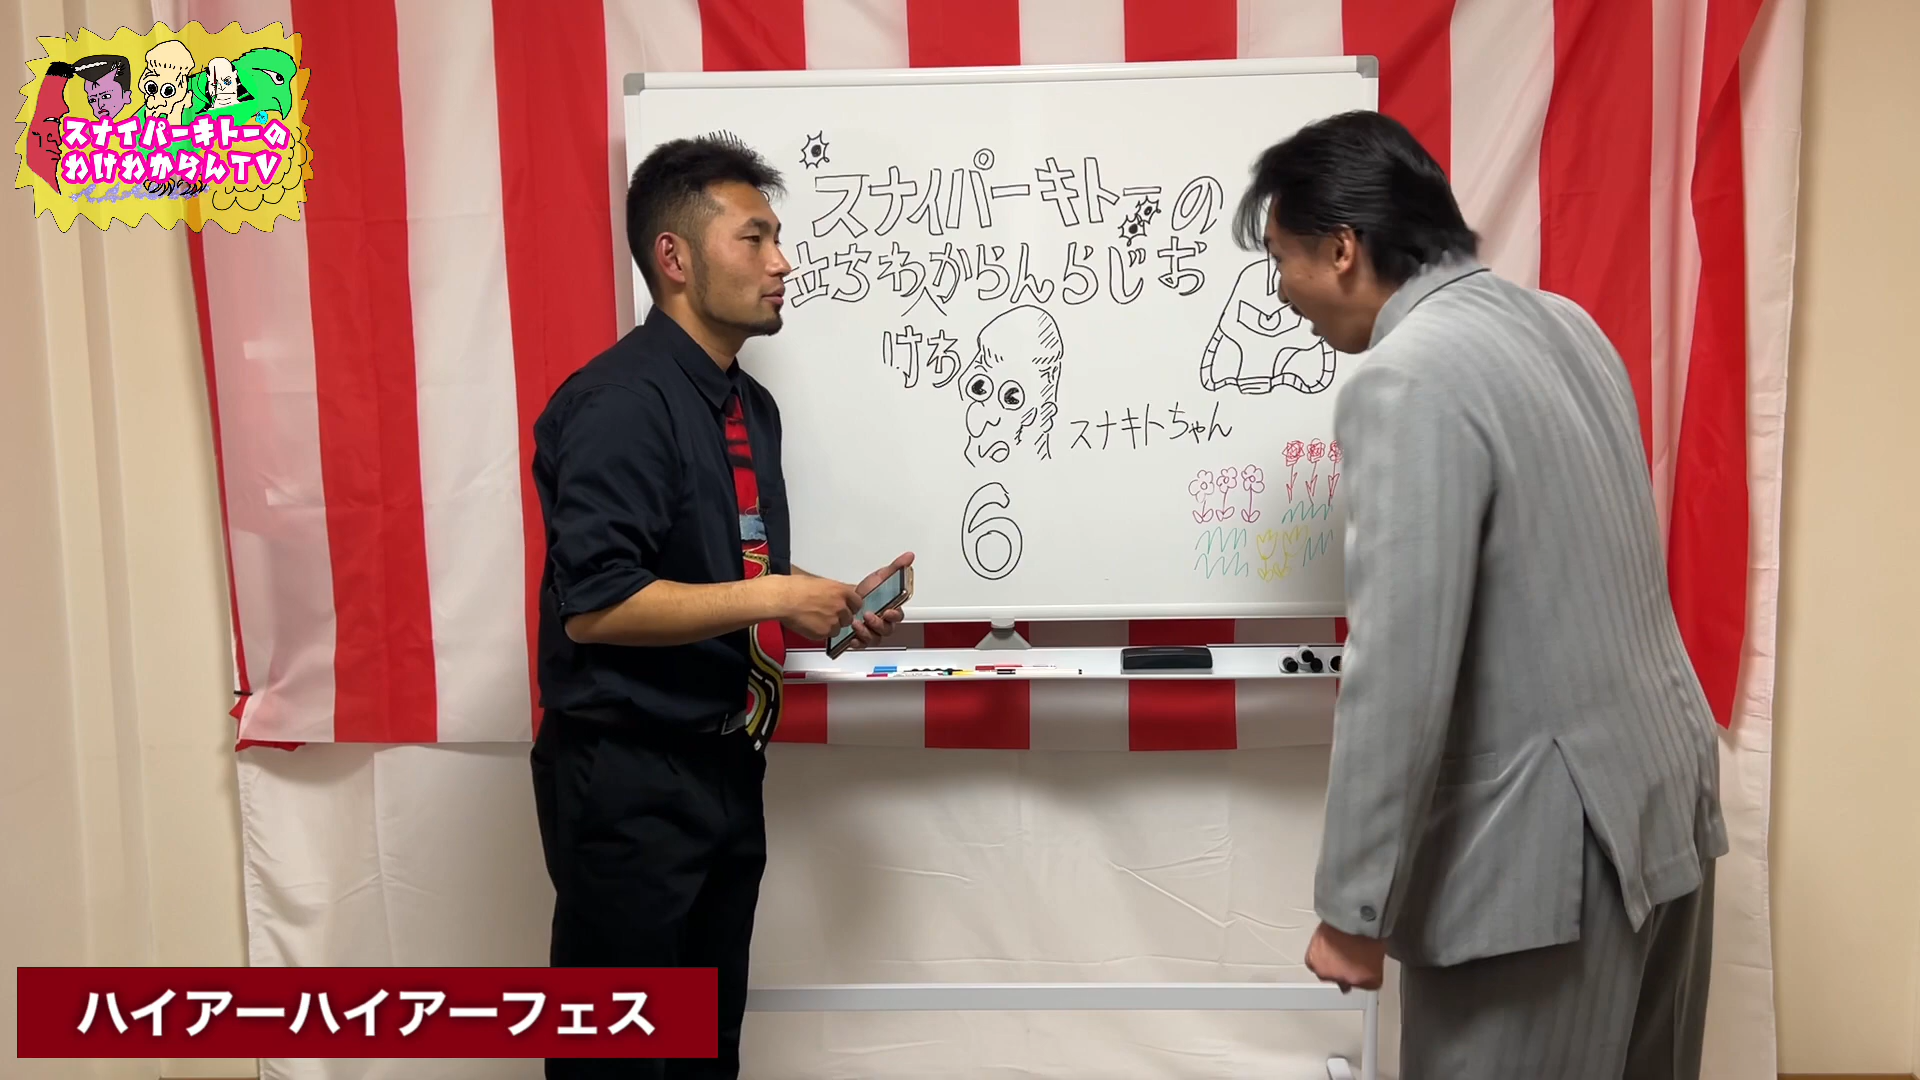 スナイパーキトーの
わけわからんTV
スナイパーキトーの
立ちわからんらじお
けわ
スナキトちゃん
6
ハイアーハイアーフェス